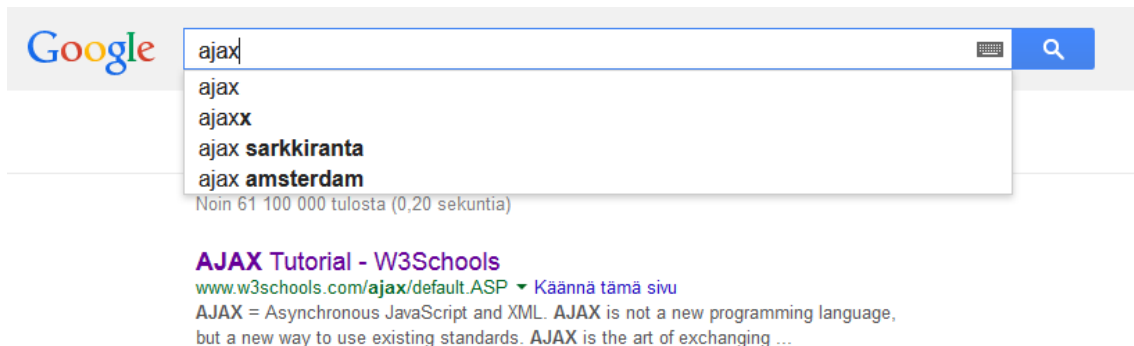 Google
ajax
ajax
ajaxx
ajax sarkkiranta
ajax amsterdam
Noin 61 100 000 tulosta (0,20 sekuntia)
AJAX Tutorial - W3Schools
www.w3schools.com/ajax/default.ASP ▾ Käännä tämä sivu
AJAX = Asynchronous JavaScript and XML. AJAX is not a new programming language,
but a new way to use existing standards. AJAX is the art of exchanging ...